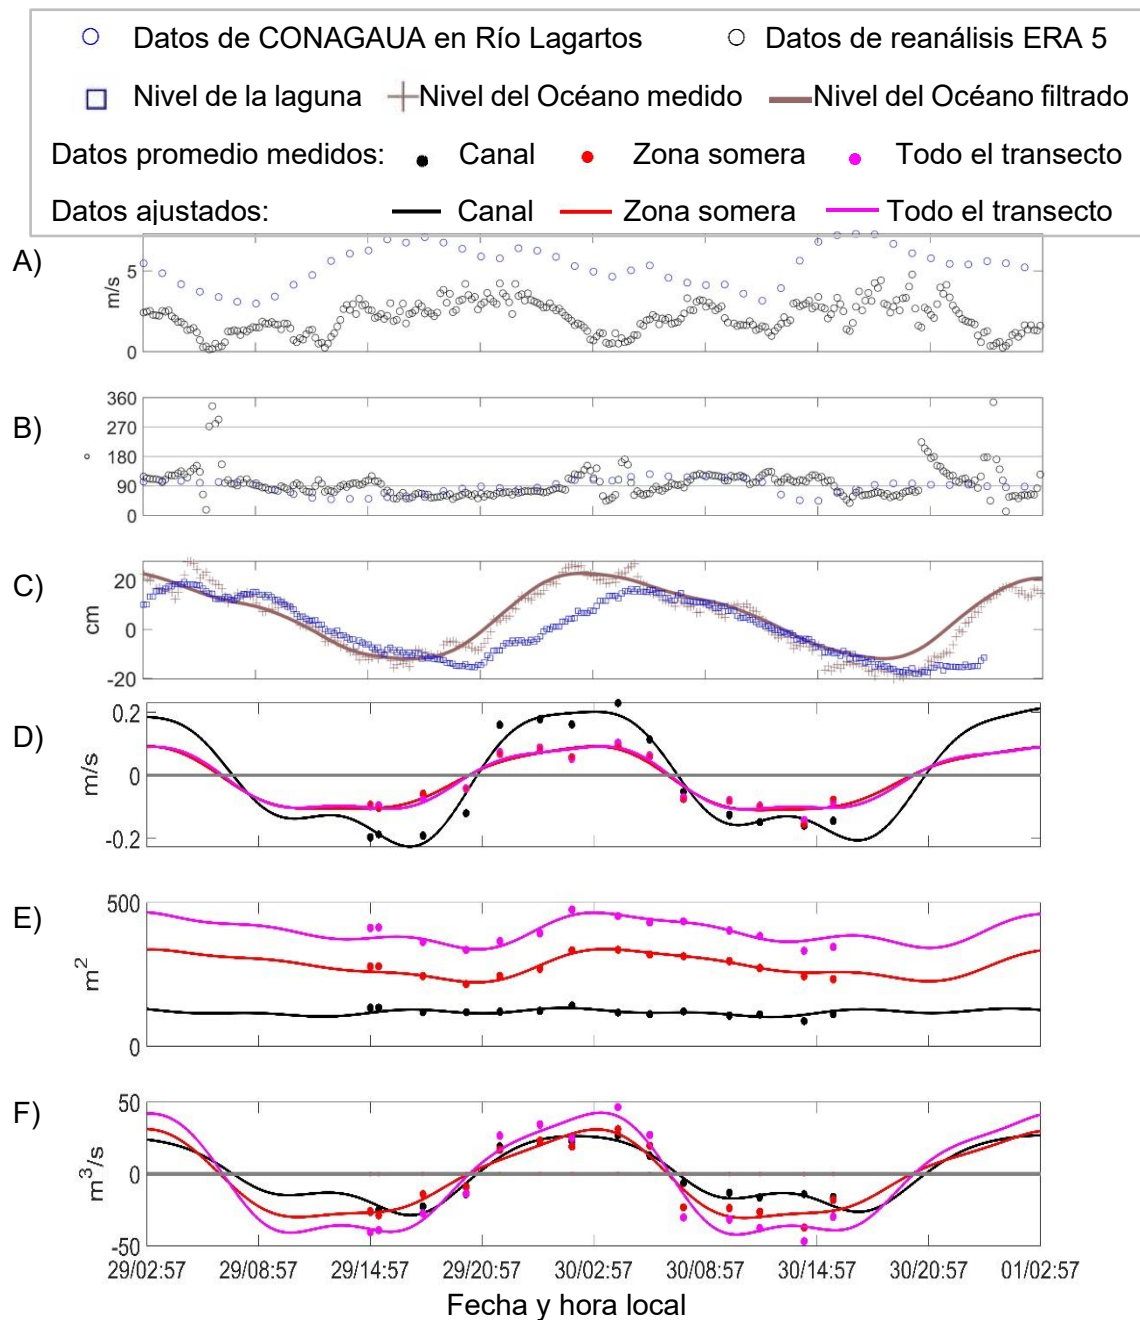 Datos de CONAGAUA en Río Lagartos Datos de reanálisis ERA 5
Nivel de la laguna Nivel del Océano medido Nivel del Océano filtrado
Datos promedio medidos: Canal Zona somera Todo el transecto
Datos ajustados: Canal Zona somera Todo el transecto
A)
m/s
5
0
B)
°
360
270
180
90
0
C)
cm
20
0
-20
D)
m/s
0.2
0
-0.2
E)
m²
500
0
F)
m³/s
50
0
-50
29/02:57 29/08:57 29/14:57 29/20:57 30/02:57 30/08:57 30/14:57 30/20:57 01/02:57
Fecha y hora local